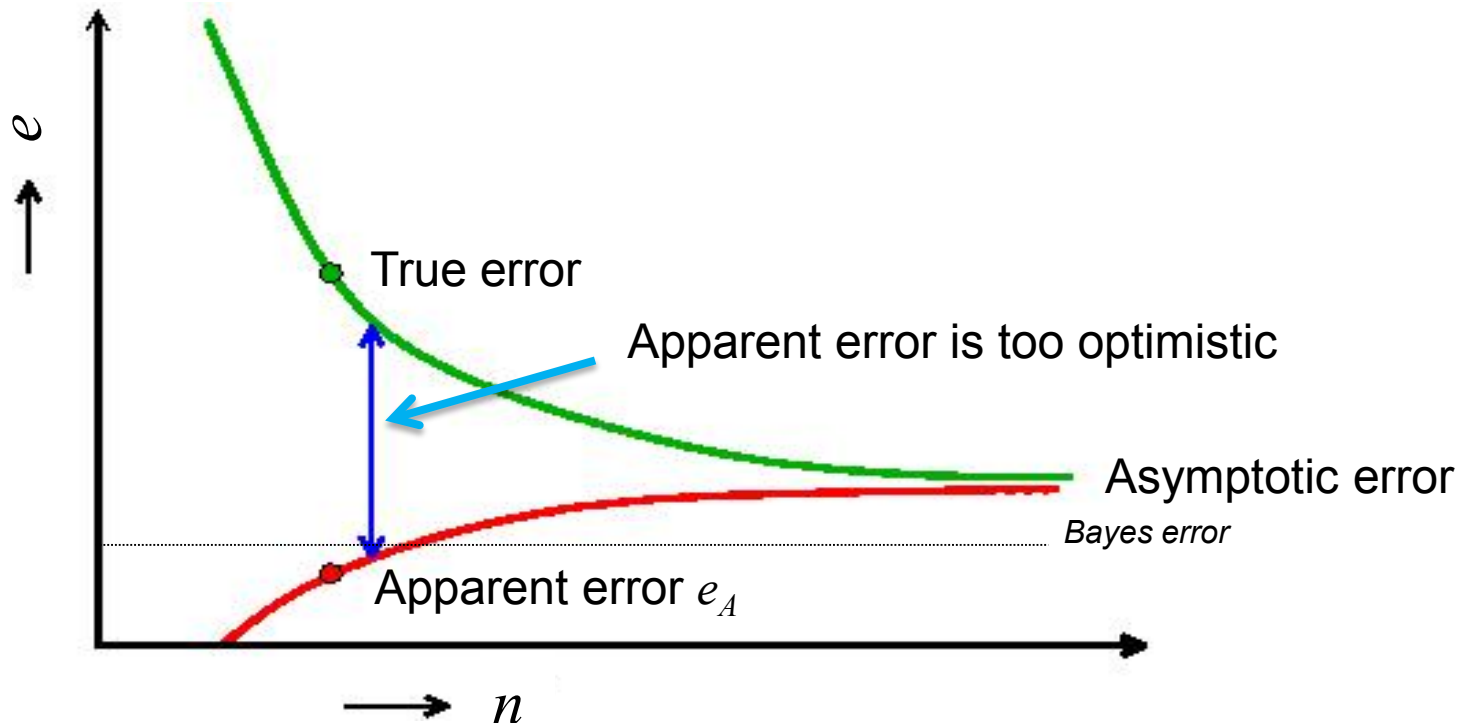 e
True error
Apparent error is too optimistic
Asymptotic error
Bayes error
Apparent error e_A
n